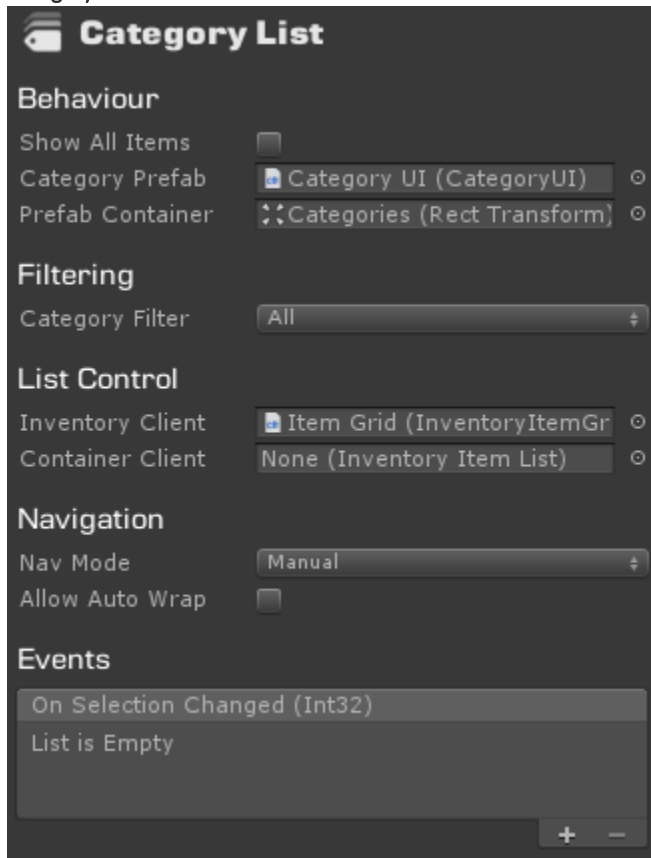 Category List
Behaviour
Show All Items
Category Prefab Category UI (CategoryUI)
Prefab Container Categories (Rect Transform)
Filtering
Category Filter All
List Control
Inventory Client Item Grid (InventoryItemGr
Container Client None (Inventory Item List)
Navigation
Nav Mode Manual
Allow Auto Wrap
Events
On Selection Changed (Int32)
List is Empty
+ −